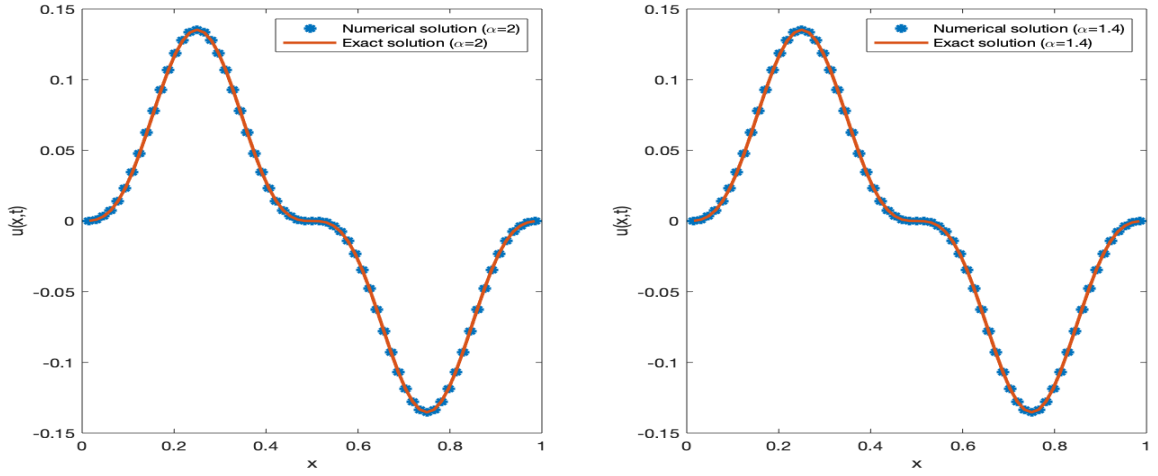 0.15
Numerical solution (α=2)
Exact solution (α=2)
0.1
0.05
0
-0.05
-0.1
-0.15
u(x,t)
0 0.2 0.4 0.6 0.8 1
x
0.15
Numerical solution (α=1.4)
Exact solution (α=1.4)
0.1
0.05
0
-0.05
-0.1
-0.15
u(x,t)
0 0.2 0.4 0.6 0.8 1
x